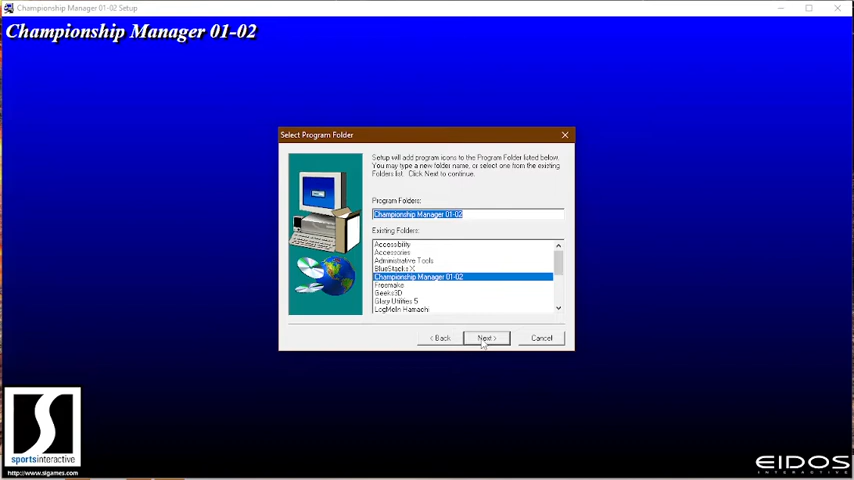 Championship Manager 01-02 Setup
Championship Manager 01-02
Select Program Folder
Setup will add program icons to the Program Folder listed below.
You may type a new folder name, or select one from the existing
Folders list. Click Next to continue.
Program Folders:
Championship Manager 01-02
Existing Folders:
Accessibility
Accessories
Administrative Tools
BlueStacks X
Championship Manager 01-02
Freemake
Geeks3D
Glary Utilities 5
LogMeIn Hamachi
< Back
Next >
Cancel
sportsinteractive
http://www.sigames.com
EIDOS
INTERACTIVE